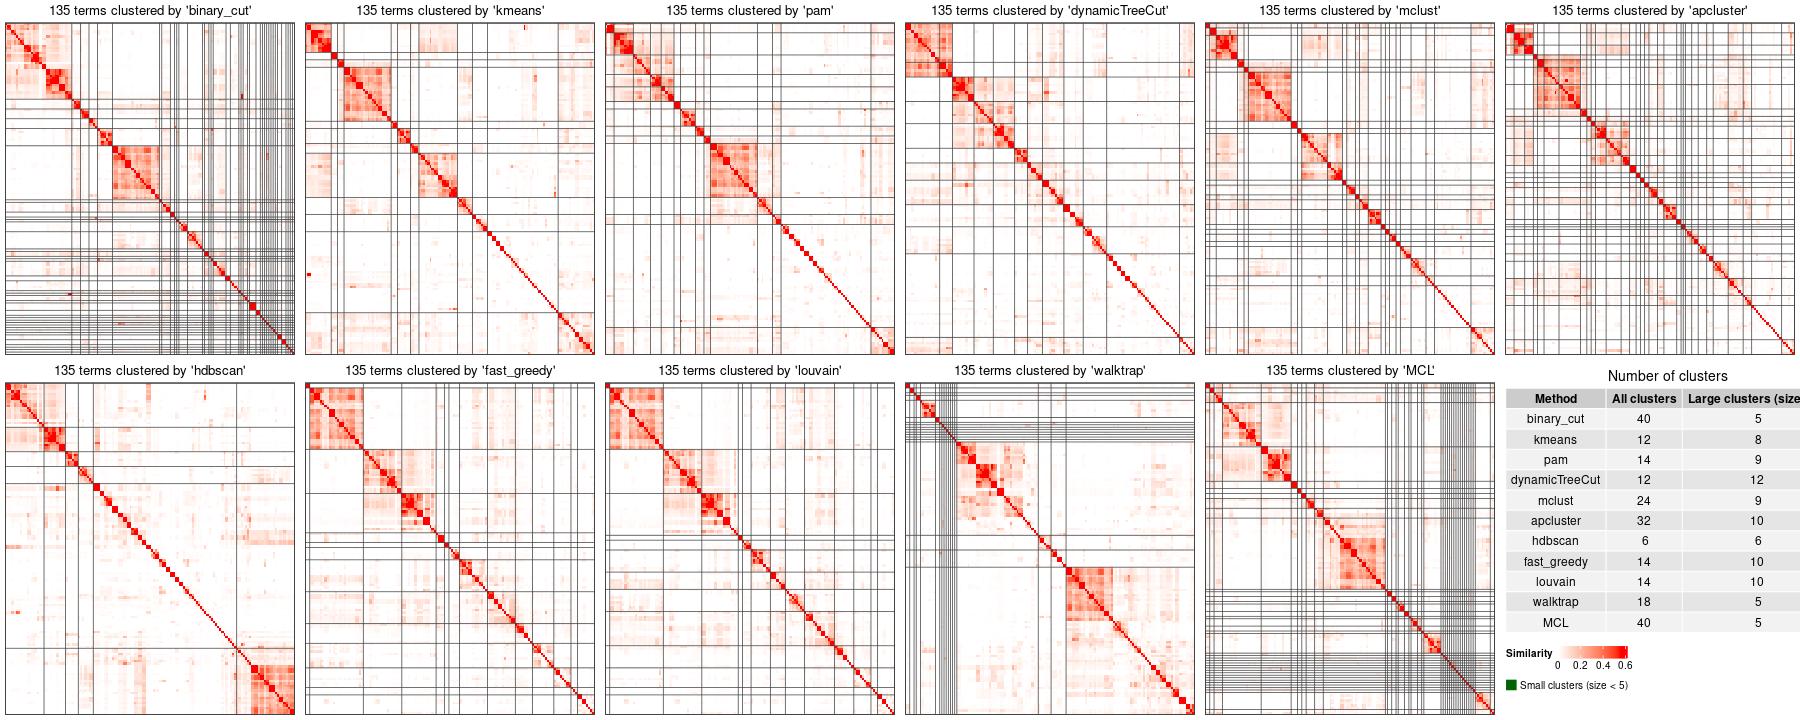 135 terms clustered by 'binary_cut'
135 terms clustered by 'kmeans'
135 terms clustered by 'pam'
135 terms clustered by 'dynamicTreeCut'
135 terms clustered by 'mclust'
135 terms clustered by 'apcluster'
135 terms clustered by 'hdbscan'
135 terms clustered by 'fast_greedy'
135 terms clustered by 'louvain'
135 terms clustered by 'walktrap'
135 terms clustered by 'MCL'
Number of clusters
Method All clusters Large clusters (size
binary_cut 40 5
kmeans 12 8
pam 14 9
dynamicTreeCut 12 12
mclust 24 9
apcluster 32 10
hdbscan 6 6
fast_greedy 14 10
louvain 14 10
walktrap 18 5
MCL 40 5
Similarity
0 0.2 0.4 0.6
Small clusters (size < 5)